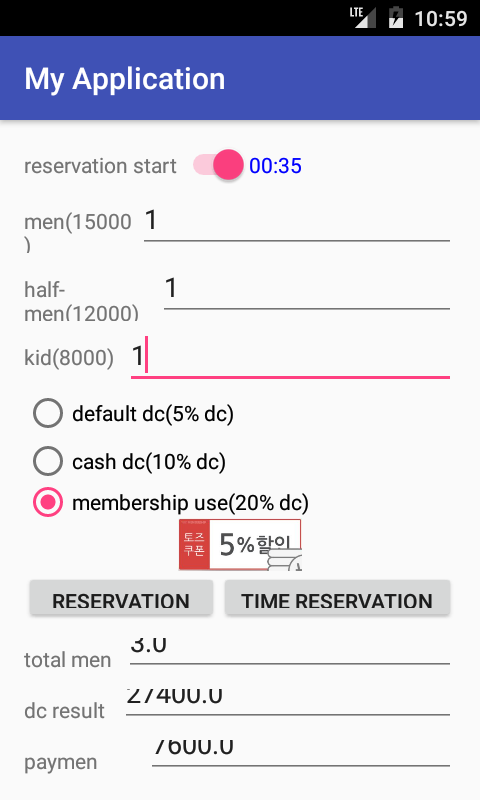 LTE 10:59
My Application
reservation start 00:35
men(15000 1
)
half- 1
men(12000)
kid(8000) 1
default dc(5% dc)
cash dc(10% dc)
membership use(20% dc)
토즈 5%할인
쿠폰
RESERVATION TIME RESERVATION
total men 3.0
dc result 27400.0
paymen 7600.0